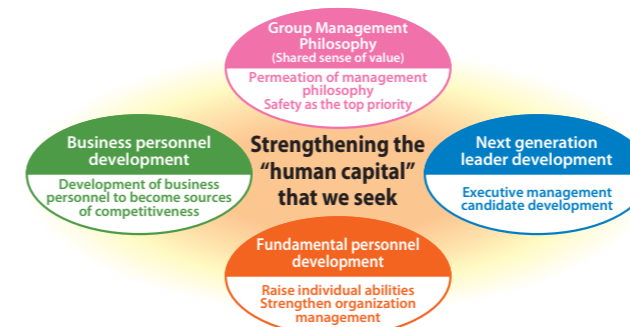 Group Management
Philosophy
(Shared sense of value)
Permeation of management
philosophy
Safety as the top priority
Business personnel
development
Development of business
personnel to become sources
of competitiveness
Strengthening the
“human capital”
that we seek
Next generation
leader development
Executive management
candidate development
Fundamental personnel
development
Raise individual abilities
Strengthen organization
management